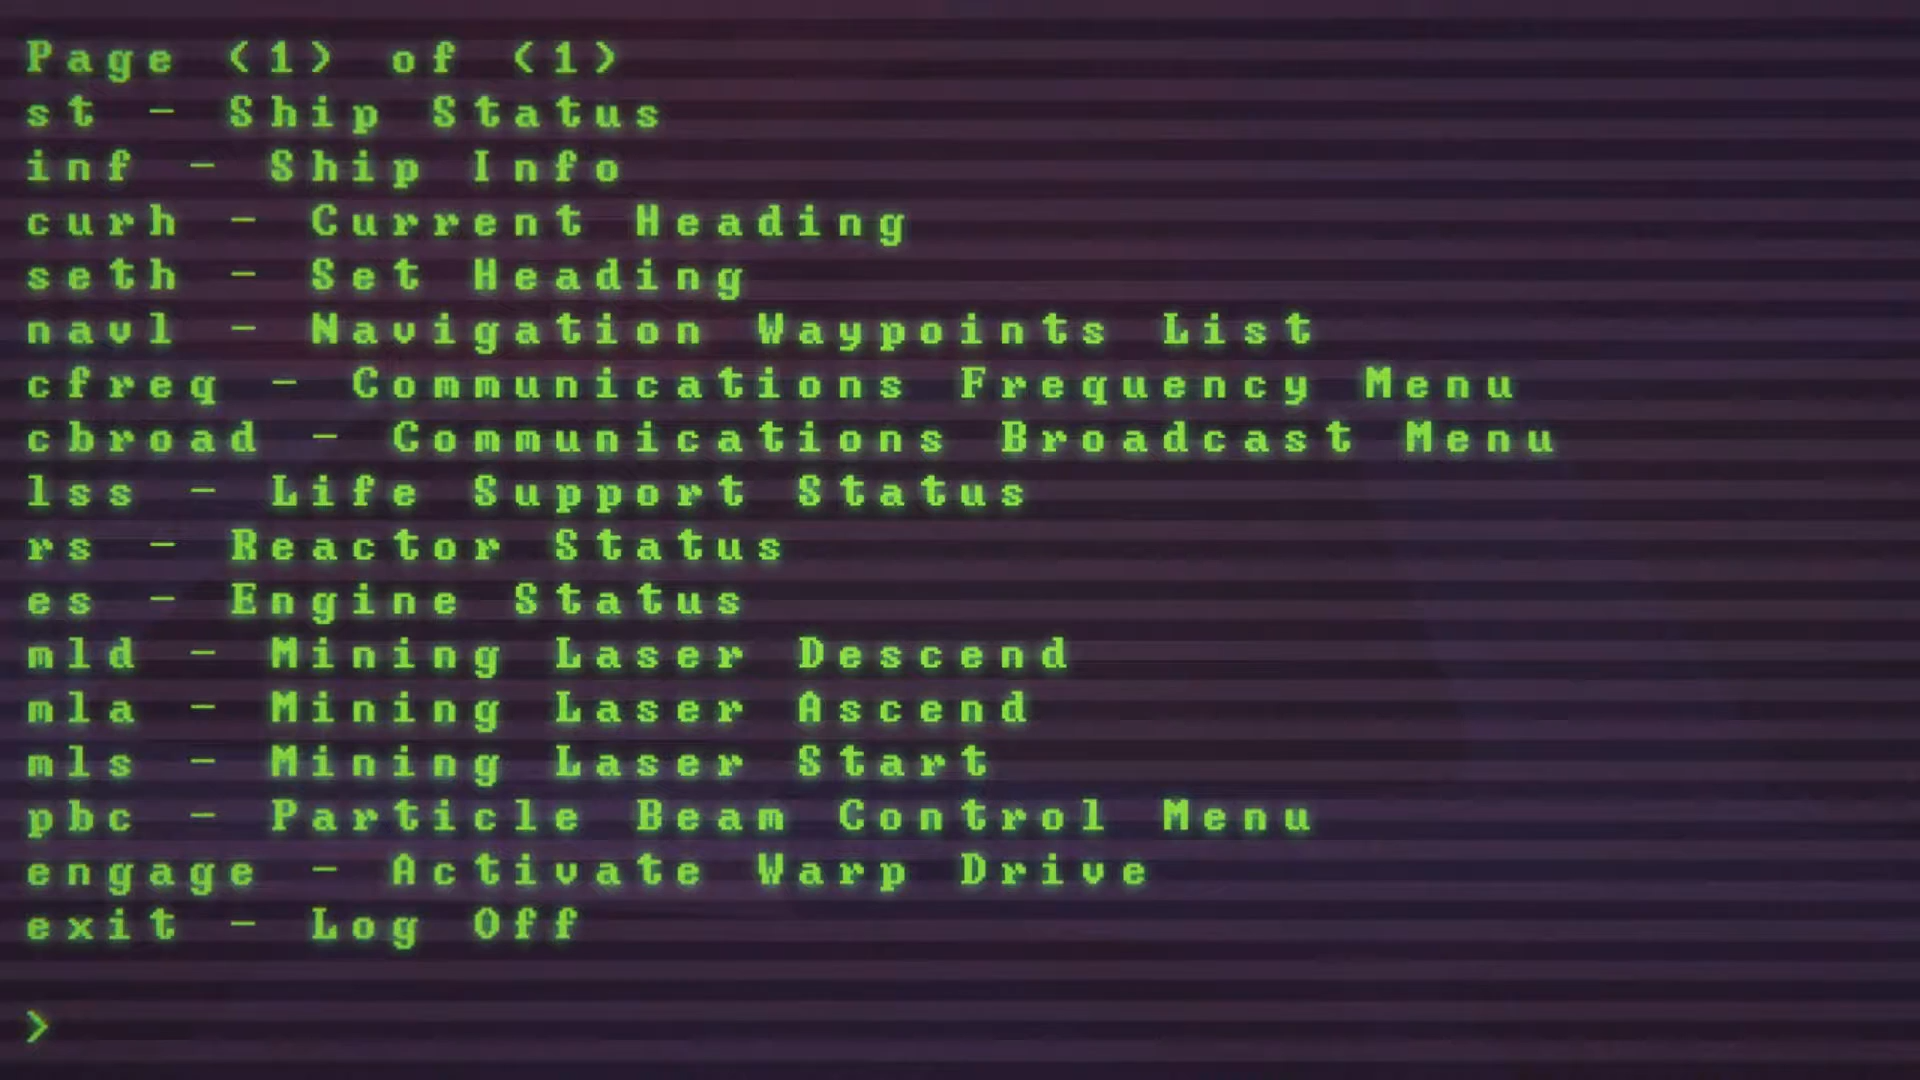 Page (1) of (1)
st - Ship Status
inf - Ship Info
curh - Current Heading
seth - Set Heading
navl - Navigation Waypoints List
cfreq - Communications Frequency Menu
cbroad - Communications Broadcast Menu
lss - Life Support Status
rs - Reactor Status
es - Engine Status
mld - Mining Laser Descend
mla - Mining Laser Ascend
mls - Mining Laser Start
pbc - Particle Beam Control Menu
engage - Activate Warp Drive
exit - Log Off
>